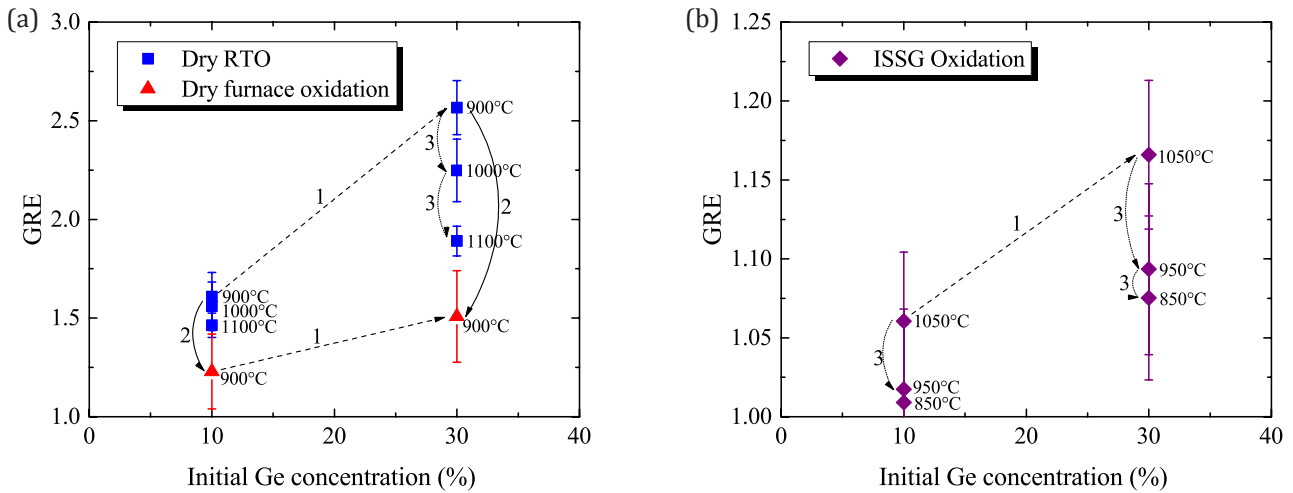 (a)
3.0
2.5
2.0
1.5
1.0
GRE
Dry RTO
Dry furnace oxidation
900°C
1000°C
1100°C
900°C
1000°C
1100°C
900°C
900°C
1
1
2
2
3
3
0
10
20
30
40
Initial Ge concentration (%)
(b)
1.25
1.20
1.15
1.10
1.05
1.00
GRE
ISSG Oxidation
1050°C
950°C
850°C
1050°C
950°C
850°C
1
3
3
3
0
10
20
30
40
Initial Ge concentration (%)